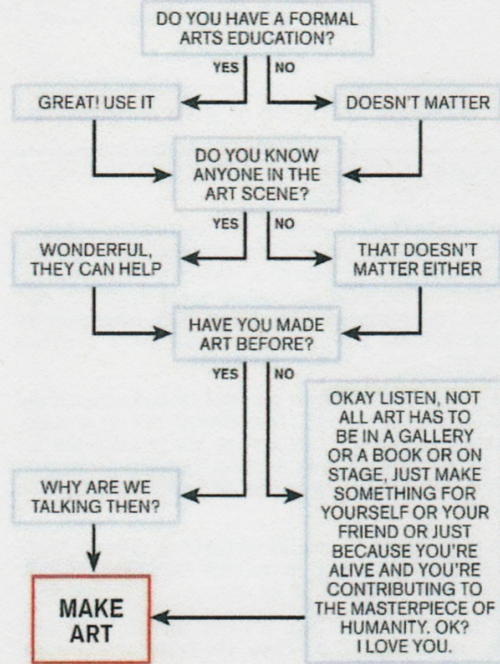 DO YOU HAVE A FORMAL
ARTS EDUCATION?
YES
NO
GREAT! USE IT
DOESN'T MATTER
DO YOU KNOW
ANYONE IN THE
ART SCENE?
YES
NO
WONDERFUL,
THEY CAN HELP
THAT DOESN'T
MATTER EITHER
HAVE YOU MADE
ART BEFORE?
YES
NO
WHY ARE WE
TALKING THEN?
OKAY LISTEN, NOT
ALL ART HAS TO
BE IN A GALLERY
OR A BOOK OR ON
STAGE, JUST MAKE
SOMETHING FOR
YOURSELF OR YOUR
FRIEND OR JUST
BECAUSE YOU'RE
ALIVE AND YOU'RE
CONTRIBUTING TO
THE MASTERPIECE OF
HUMANITY. OK?
I LOVE YOU.
MAKE
ART